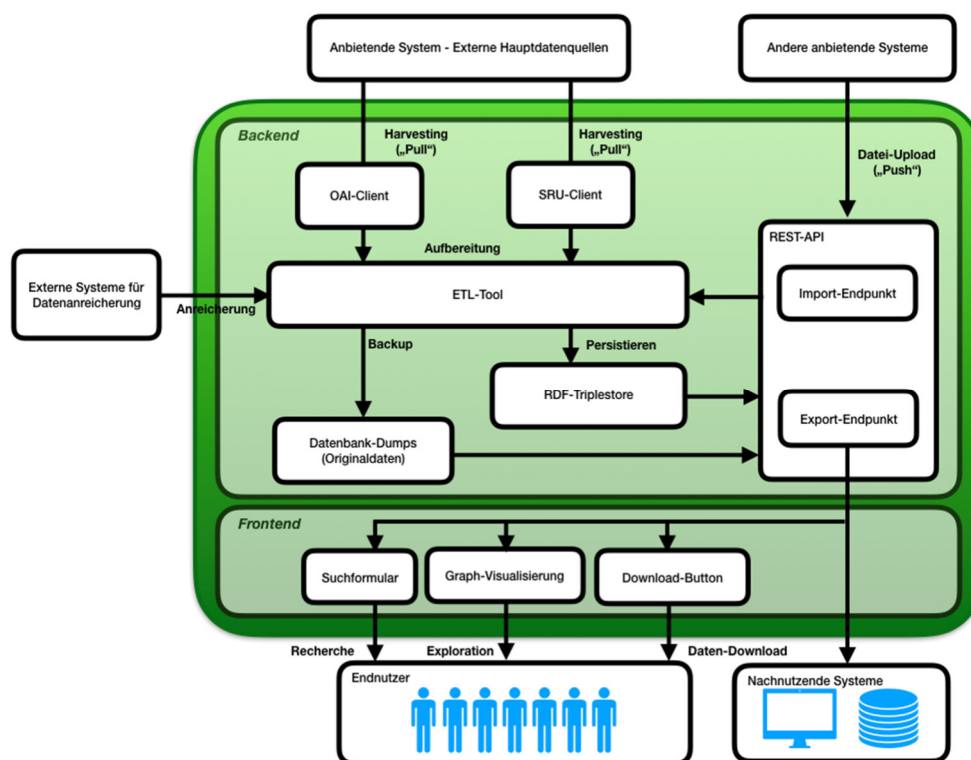 Anbietende System - Externe Hauptdatenquellen
Andere anbietende Systeme
Backend
Harvesting
(„Pull“)
Harvesting
(„Pull“)
Datei-Upload
(„Push“)
OAI-Client
SRU-Client
REST-API
Aufbereitung
Externe Systeme für
Datenanreicherung
Anreicherung
ETL-Tool
Import-Endpunkt
Backup
Persistieren
RDF-Triplestore
Export-Endpunkt
Datenbank-Dumps
(Originaldaten)
Frontend
Suchformular
Graph-Visualisierung
Download-Button
Recherche
Exploration
Daten-Download
Endnutzer
Nachnutzende Systeme